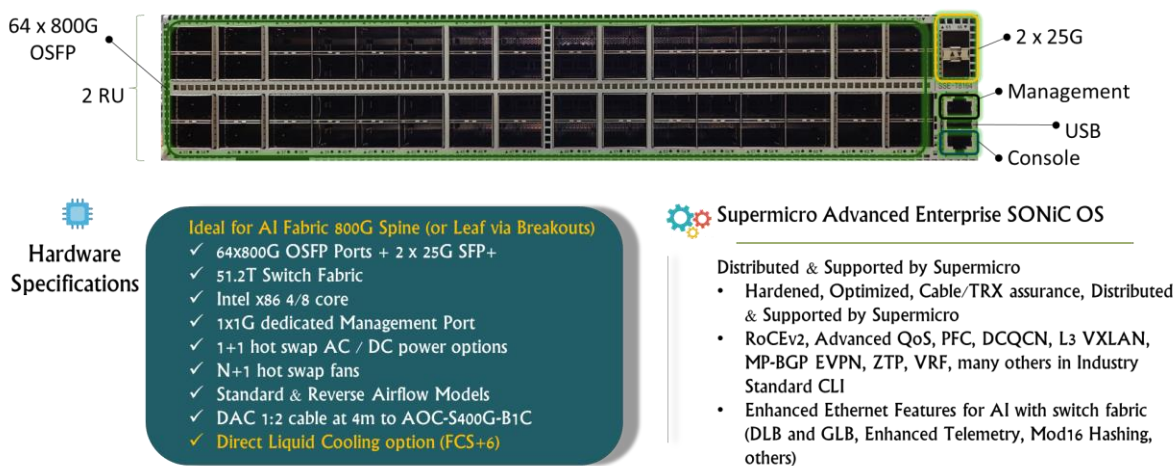 64 x 800G
OSFP
2 RU
2 x 25G
SSE-T8164
Management
USB
Console
Hardware
Specifications
Ideal for AI Fabric 800G Spine (or Leaf via Breakouts)
✓ 64x800G OSFP Ports + 2 x 25G SFP+
✓ 51.2T Switch Fabric
✓ Intel x86 4/8 core
✓ 1x1G dedicated Management Port
✓ 1+1 hot swap AC / DC power options
✓ N+1 hot swap fans
✓ Standard & Reverse Airflow Models
✓ DAC 1:2 cable at 4m to AOC-S400G-B1C
✓ Direct Liquid Cooling option (FCS+6)
Supermicro Advanced Enterprise SONiC OS
Distributed & Supported by Supermicro
• Hardened, Optimized, Cable/TRX assurance, Distributed
& Supported by Supermicro
• RoCEv2, Advanced QoS, PFC, DCQCN, L3 VXLAN,
MP-BGP EVPN, ZTP, VRF, many others in Industry
Standard CLI
• Enhanced Ethernet Features for AI with switch fabric
(DLB and GLB, Enhanced Telemetry, Mod16 Hashing,
others)